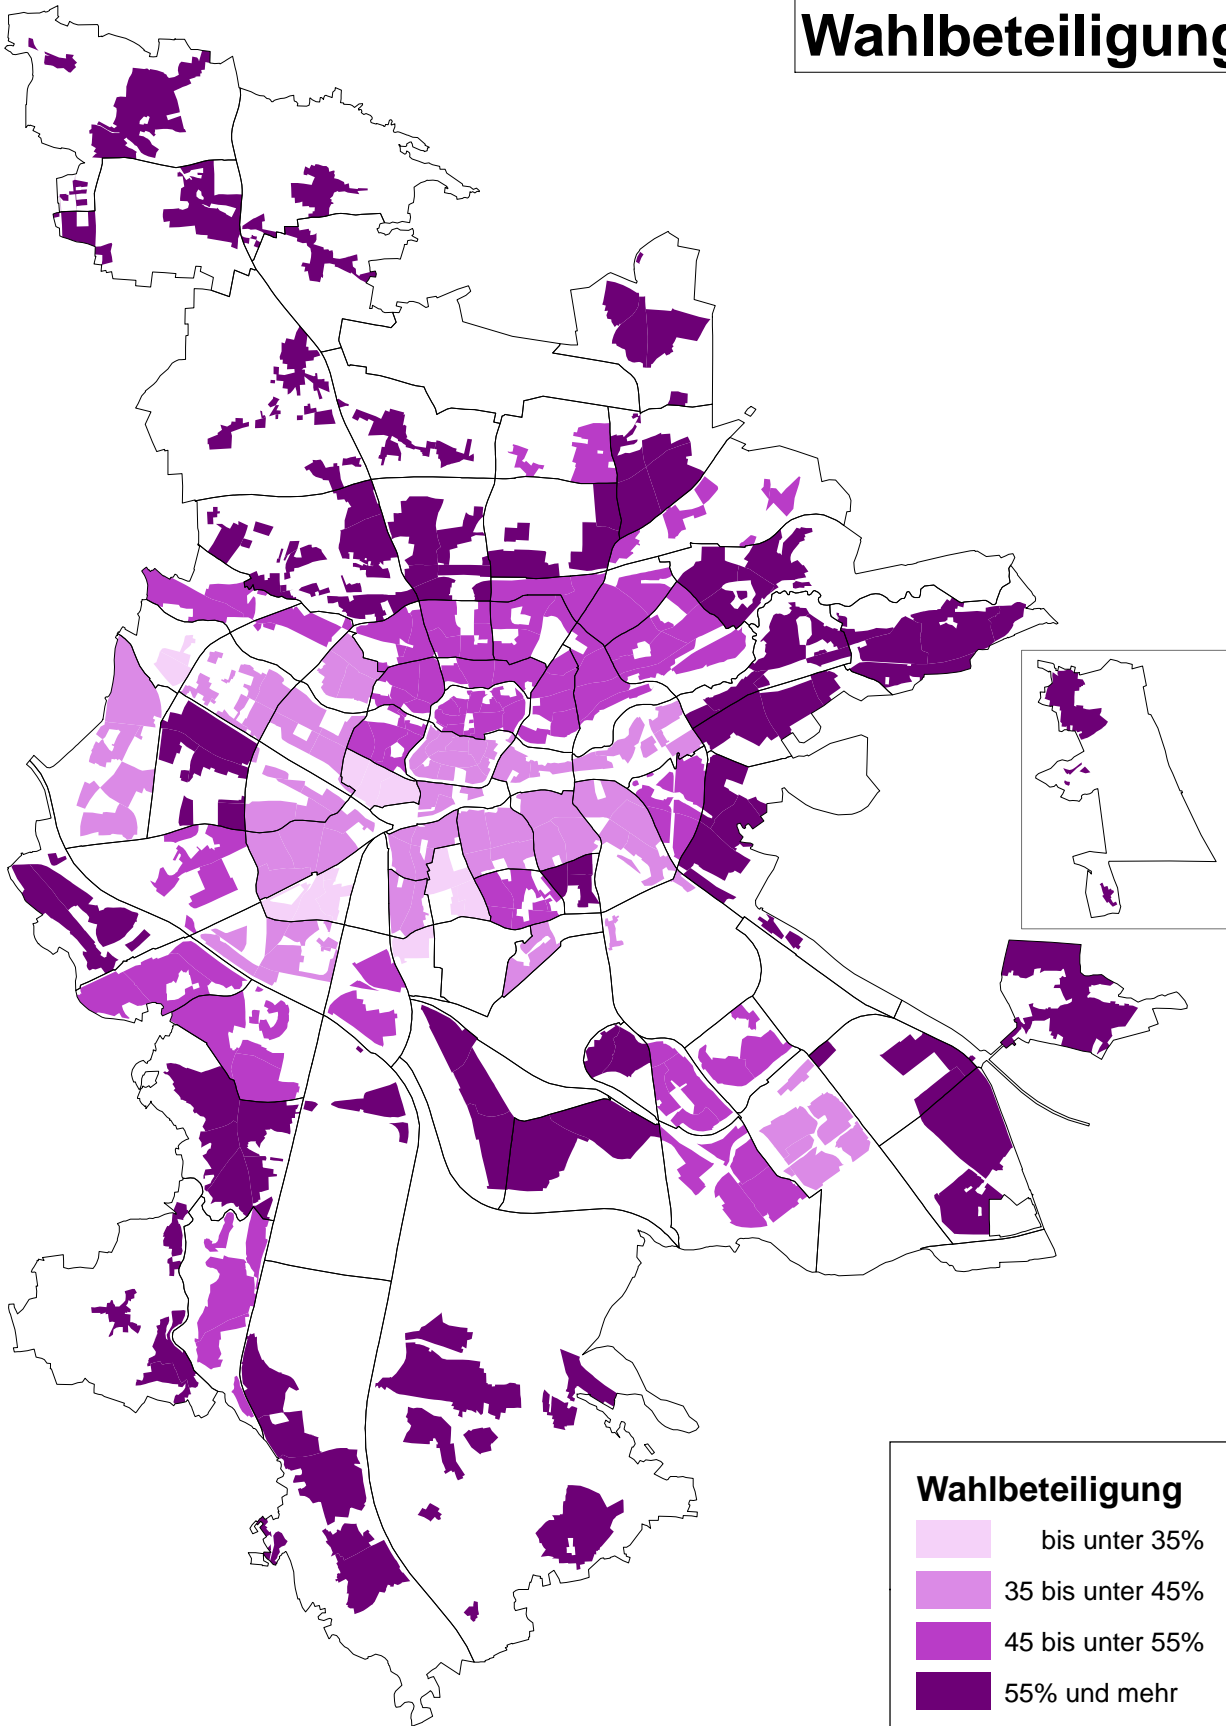 Wahlbeteiligung
Wahlbeteiligung
bis unter 35%
35 bis unter 45%
45 bis unter 55%
55% und mehr